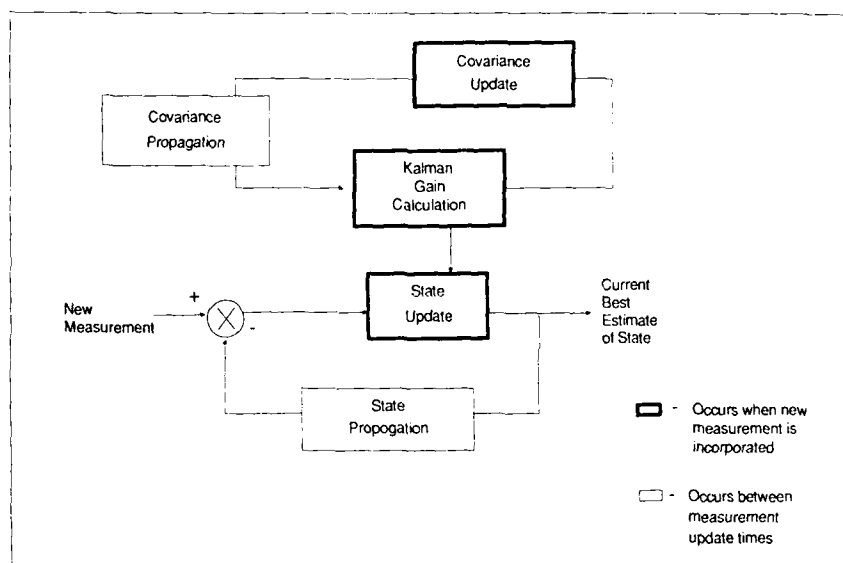 Covariance
Update
Covariance
Propagation
Kalman
Gain
Calculation
New
Measurement
+
-
State
Update
Current
Best
Estimate
of State
State
Propogation
- Occurs when new
measurement is
incorporated
- Occurs between
measurement
update times